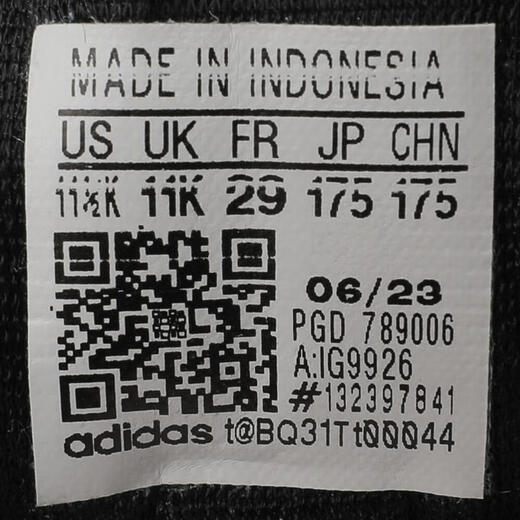 MADE IN INDONESIA
US UK FR JP CHN
11½K 11K 29 175 175
06/23
PGD 789006
A:IG9926
#132397841
adidas t@BQ31Tt00044